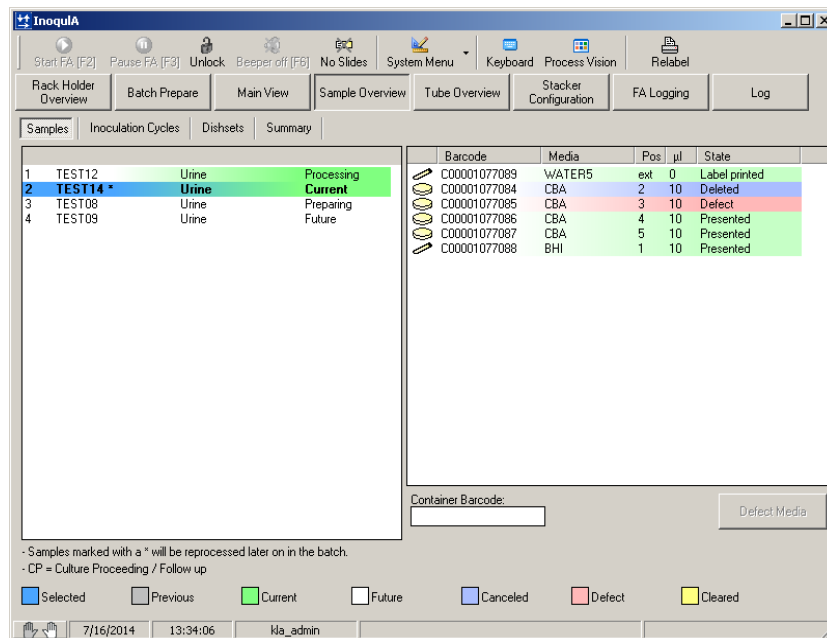 InoqulA
Start FA [F2] Pause FA [F3] Unlock Beeper off [F6] No Slides System Menu Keyboard Process Vision Relabel
Rack Holder Overview Batch Prepare Main View Sample Overview Tube Overview Stacker Configuration FA Logging Log
Samples Inoculation Cycles Dishsets Summary
Barcode Media Pos µl State
1 TEST12 Urine Processing
2 TEST14 * Urine Current
3 TEST08 Urine Preparing
4 TEST09 Urine Future
C00001077089 WATER5 ext 0 Label printed
C00001077084 CBA 2 10 Deleted
C00001077085 CBA 3 10 Defect
C00001077086 CBA 4 10 Presented
C00001077087 CBA 5 10 Presented
C00001077088 BHI 1 10 Presented
Container Barcode:
Defect Media
- Samples marked with a * will be reprocessed later on in the batch.
- CP = Culture Proceeding / Follow up
Selected Previous Current Future Canceled Defect Cleared
7/16/2014 13:34:06 kla_admin